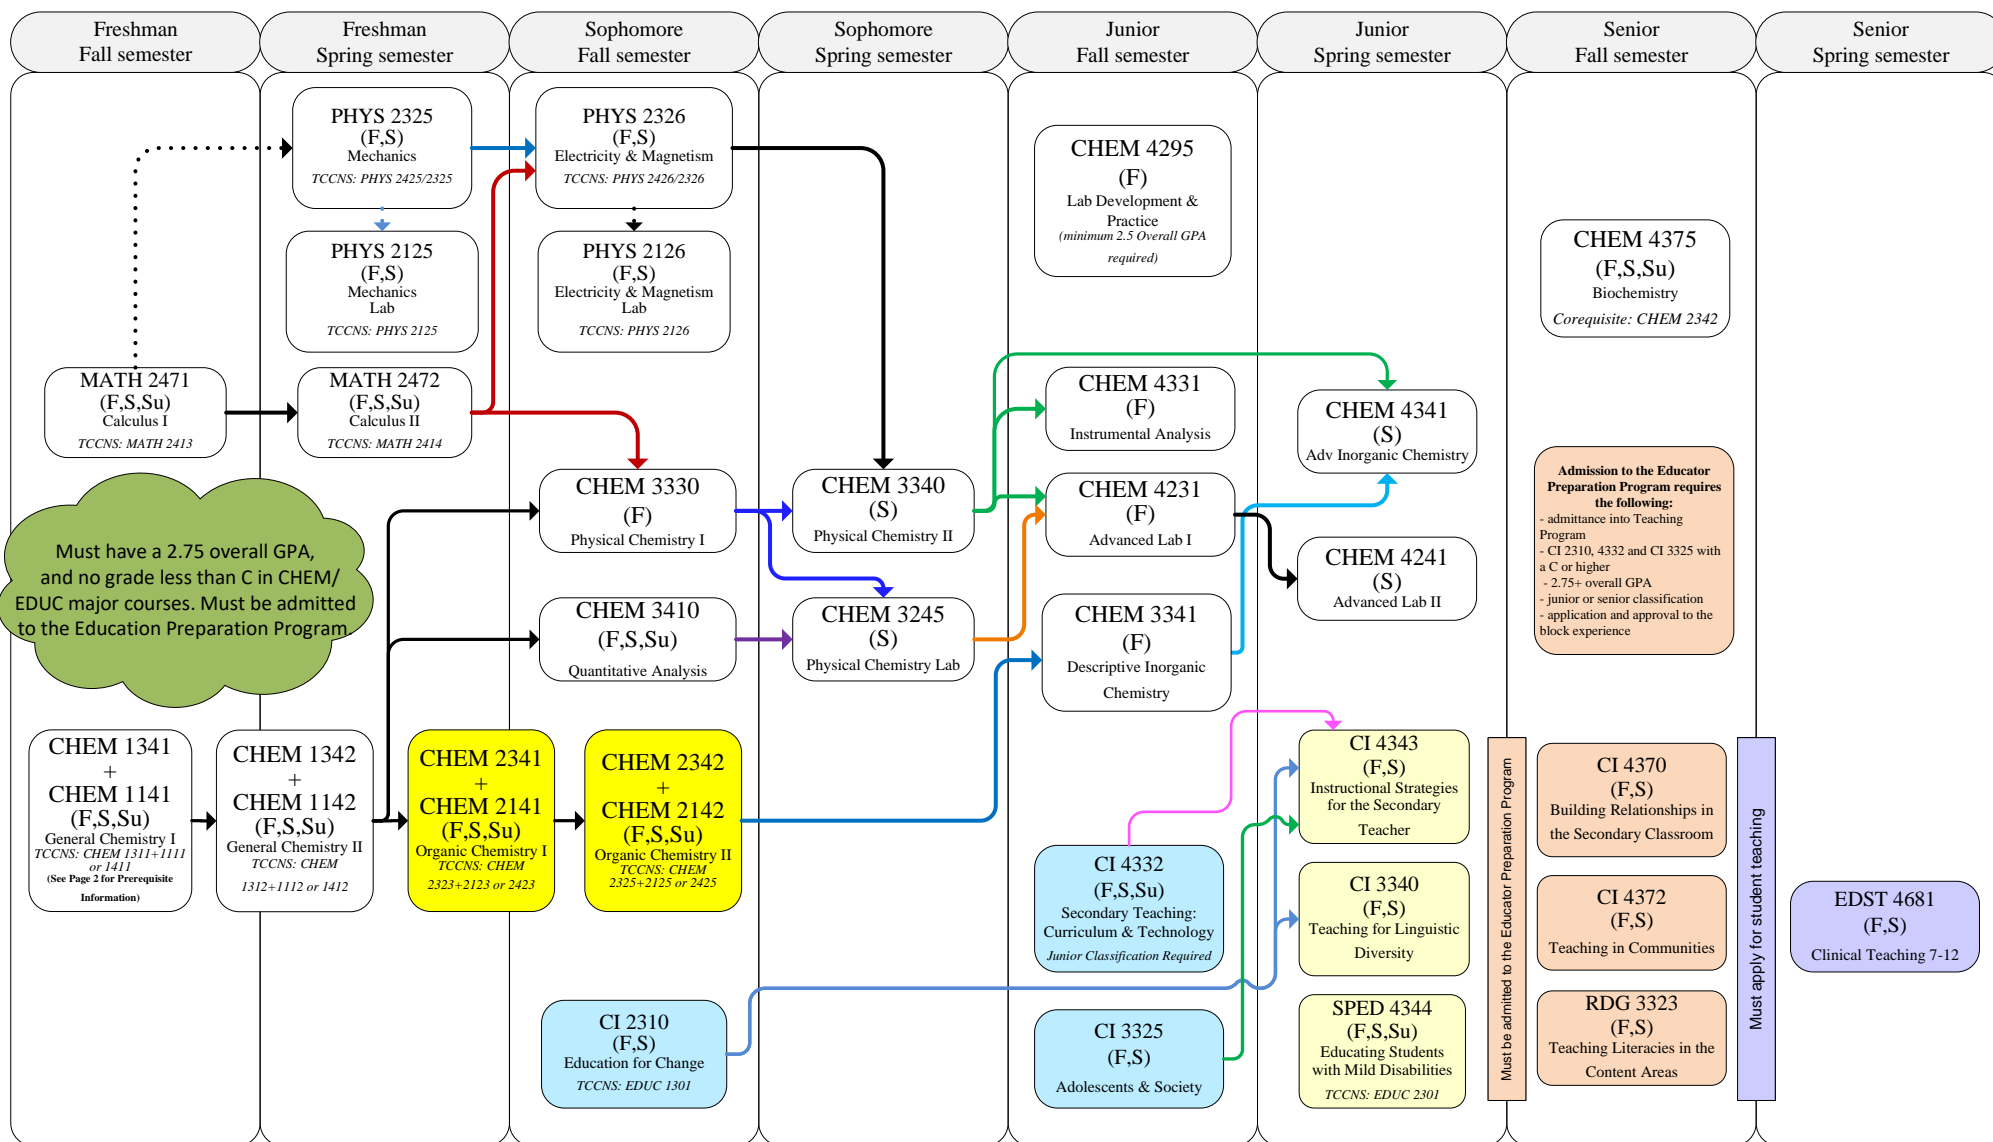 Freshman
Fall semester
Freshman
Spring semester
Sophomore
Fall semester
Sophomore
Spring semester
Junior
Fall semester
Junior
Spring semester
Senior
Fall semester
Senior
Spring semester
PHYS 2325
(F,S)
Mechanics
TCCNS: PHYS 2425/2325
PHYS 2326
(F,S)
Electricity & Magnetism
TCCNS: PHYS 2426/2326
CHEM 4295
(F)
Lab Development &
Practice
(minimum 2.5 Overall GPA
required)
PHYS 2125
(F,S)
Mechanics
Lab
TCCNS: PHYS 2125
PHYS 2126
(F,S)
Electricity & Magnetism
Lab
TCCNS: PHYS 2126
CHEM 4375
(F,S,Su)
Biochemistry
Corequisite: CHEM 2342
MATH 2471
(F,S,Su)
Calculus I
TCCNS: MATH 2413
MATH 2472
(F,S,Su)
Calculus II
TCCNS: MATH 2414
CHEM 4331
(F)
Instrumental Analysis
CHEM 4341
(S)
Adv Inorganic Chemistry
Must have a 2.75 overall GPA,
and no grade less than C in CHEM/
EDUC major courses. Must be admitted
to the Education Preparation Program.
CHEM 3330
(F)
Physical Chemistry I
CHEM 3340
(S)
Physical Chemistry II
CHEM 4231
(F)
Advanced Lab I
CHEM 4241
(S)
Advanced Lab II
Admission to the Educator
Preparation Program requires
the following:
- admittance into Teaching
Program
- CI 2310, 4332 and CI 3325 with
a C or higher
- 2.75+ overall GPA
- junior or senior classification
- application and approval to the
block experience
CHEM 3410
(F,S,Su)
Quantitative Analysis
CHEM 3245
(S)
Physical Chemistry Lab
CHEM 3341
(F)
Descriptive Inorganic
Chemistry
CHEM 1341
+
CHEM 1141
(F,S,Su)
General Chemistry I
TCCNS: CHEM 1311+1111
or 1411
(See Page 2 for Prerequisite
Information)
CHEM 1342
+
CHEM 1142
(F,S,Su)
General Chemistry II
TCCNS: CHEM
1312+1112 or 1412
CHEM 2341
+
CHEM 2141
(F,S,Su)
Organic Chemistry I
TCCNS: CHEM
2323+2123 or 2423
CHEM 2342
+
CHEM 2142
(F,S,Su)
Organic Chemistry II
TCCNS: CHEM
2325+2125 or 2425
CI 4332
(F,S,Su)
Secondary Teaching:
Curriculum & Technology
Junior Classification Required
CI 4343
(F,S)
Instructional Strategies
for the Secondary
Teacher
CI 3340
(F,S)
Teaching for Linguistic
Diversity
Must be admitted to the Educator Preparation Program
CI 4370
(F,S)
Building Relationships in
the Secondary Classroom
CI 4372
(F,S)
Teaching in Communities
Must apply for student teaching
EDST 4681
(F,S)
Clinical Teaching 7-12
CI 2310
(F,S)
Education for Change
TCCNS: EDUC 1301
CI 3325
(F,S)
Adolescents & Society
SPED 4344
(F,S,Su)
Educating Students
with Mild Disabilities
TCCNS: EDUC 2301
RDG 3323
(F,S)
Teaching Literacies in the
Content Areas